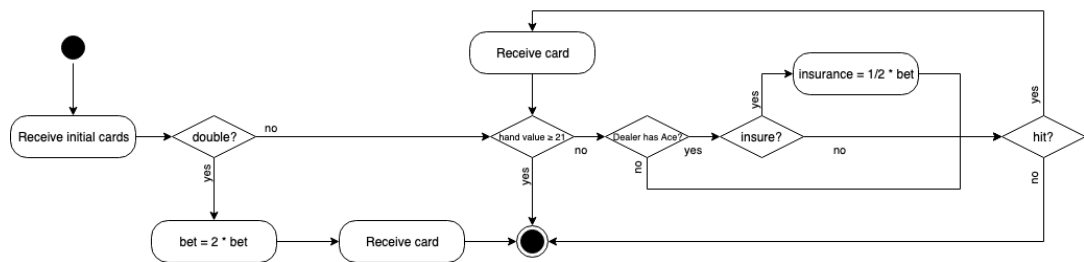 Receive card
yes
insurance = 1/2 * bet
yes
Receive initial cards
double?
no
hand value ≥ 21
no
Dealer has Ace?
yes
insure?
no
hit?
yes
yes
no
no
bet = 2 * bet
Receive card